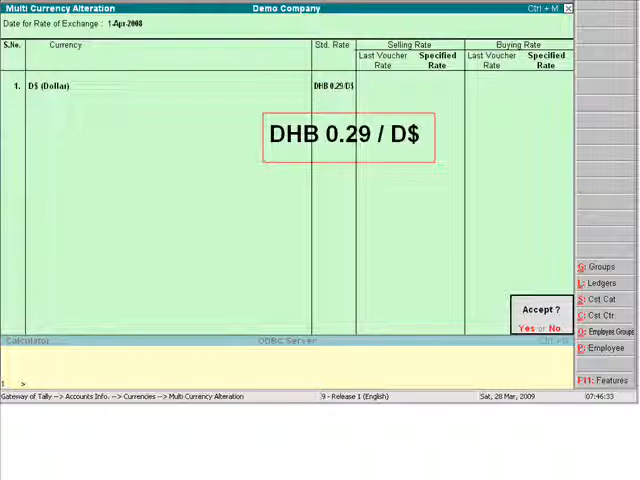 Multi Currency Alteration Demo Company Ctrl + M
Date for Rate of Exchange : 1-Apr-2008
S.No. Currency Std. Rate Selling Rate Buying Rate
Last Voucher Specified Last Voucher Specified
Rate Rate Rate Rate
1. D$ (Dollar) DHB 0.29/D$
DHB 0.29 / D$
G: Groups
L: Ledgers
S: Cst Cat
Accept ?
C: Cst Ctr
Yes or No
O: Employee Groups
Calculator ODBC Server Ctrl + N
P: Employee
F11: Features
1 >
Gateway of Tally --> Accounts Info. --> Currencies --> Multi Currency Alteration 9 - Release 1 (English) Sat, 28 Mar, 2009 07:46:33